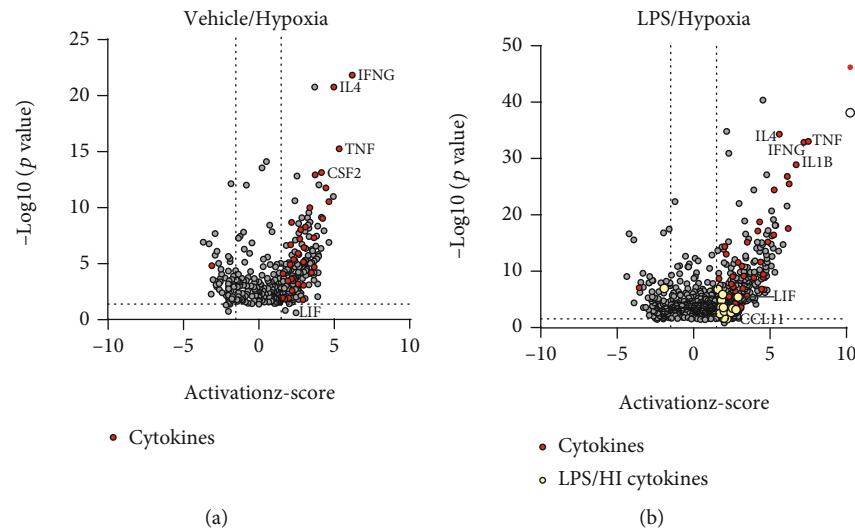 Vehicle/Hypoxia
25
20
15
10
5
0
−10
−5
0
5
10
−Log10 (p value)
Activationz-score
IFNG
IL4
TNF
CSF2
LIF
Cytokines
(a)
LPS/Hypoxia
50
40
30
20
10
0
−10
−5
0
5
10
−Log10 (p value)
Activationz-score
IL4
TNF
IFNG
IL1B
LIF
CCL11
Cytokines
LPS/HI cytokines
(b)